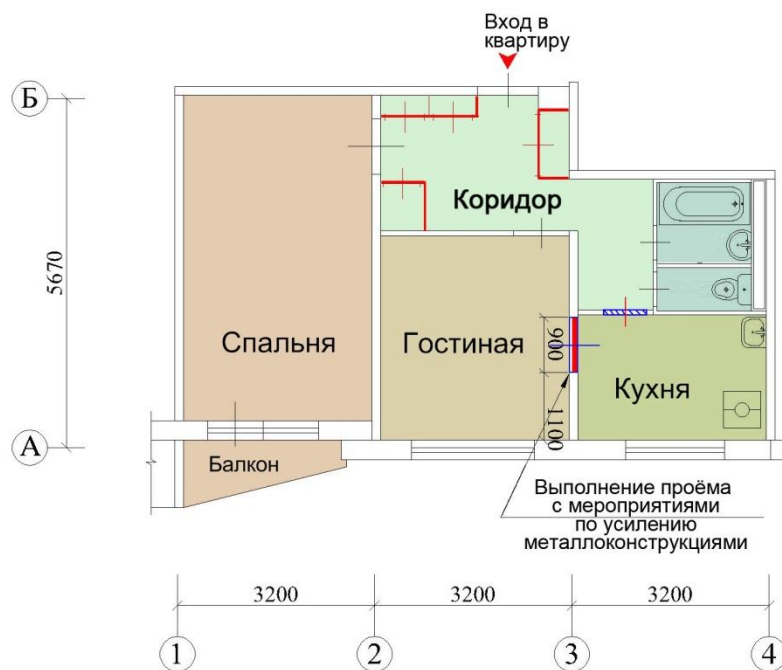 Вход в
квартиру
Б
5670
Коридор
Спальня
Гостиная
900
Кухня
1100
А
Балкон
Выполнение проёма
с мероприятиями
по усилению
металлоконструкциями
3200
3200
3200
1
2
3
4